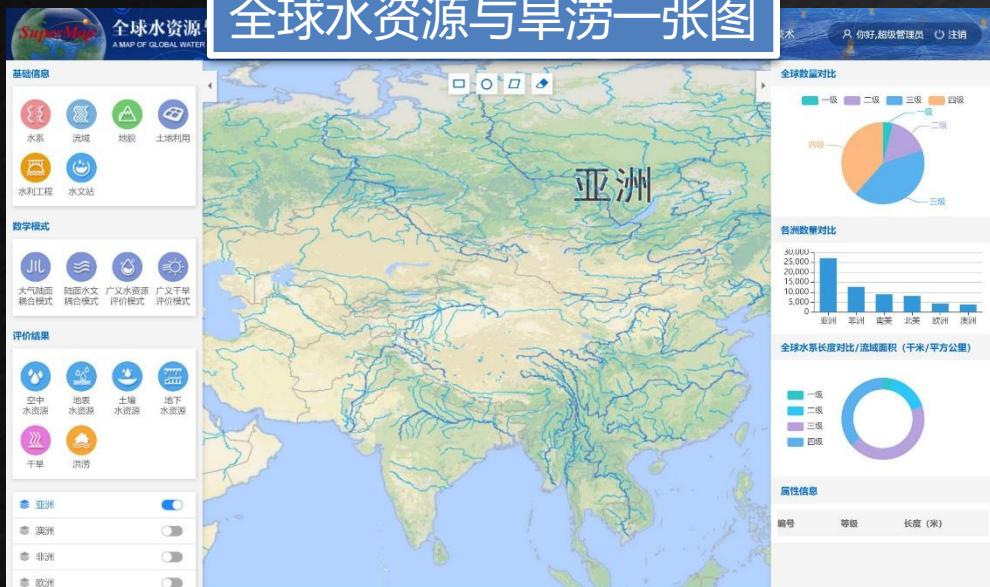 全球水资源与旱涝一张图
SuperMap
全球水资源
A MAP OF GLOBAL WATER
术
你好,超级管理员
注销
基础信息
水系 流域 地貌 土地利用
水利工程 水文站
数学模式
大气陆面 陆面水文 广义水资源 广义干旱
耦合模式 耦合模式 评价模式 评价模式
评价结果
空中 地表 土壤 地下
水资源 水资源 水资源 水资源
干旱 洪涝
亚洲
澳洲
非洲
欧洲
亚洲
全球数量对比
一级 二级 三级 四级
一级
二级
四级
三级
各洲数量对比
30,000
25,000
20,000
15,000
10,000
5,000
0
亚洲 非洲 南美 北美 欧洲 澳洲
全球水系长度对比/流域面积（千米/平方公里）
一级
二级
三级
四级
属性信息
编号 等级 长度（米）